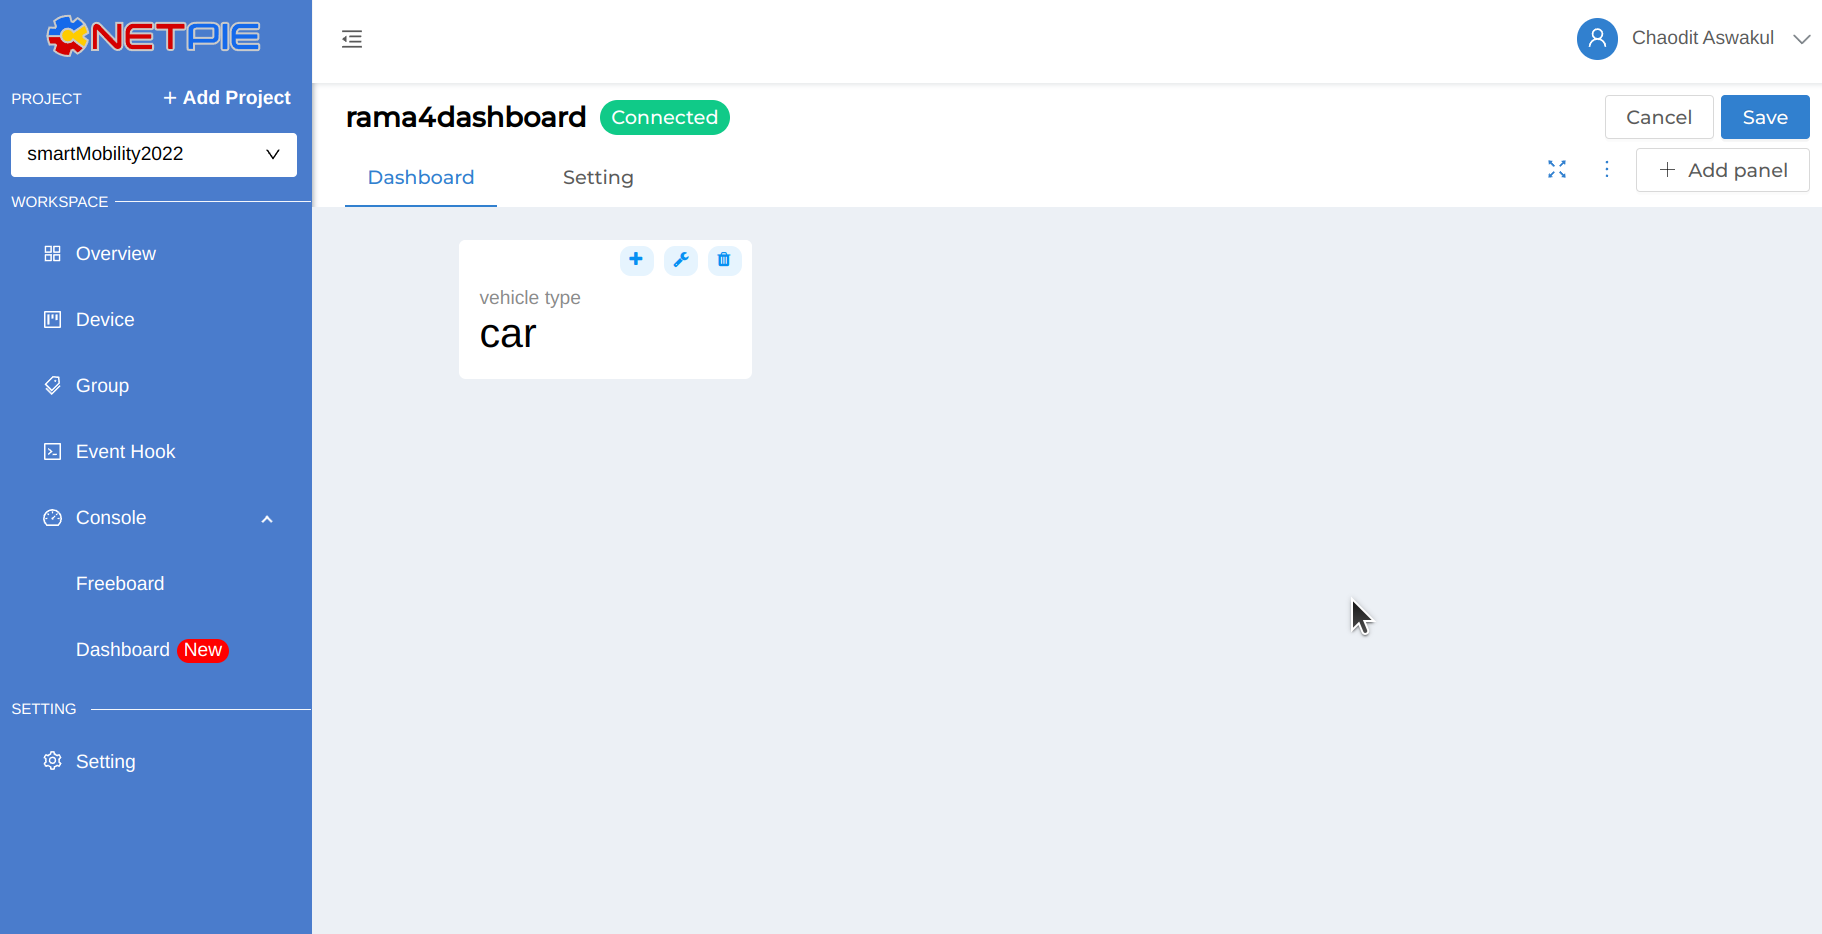 NETPIE
PROJECT
+ Add Project
smartMobility2022
WORKSPACE
Overview
Device
Group
Event Hook
Console
Freeboard
Dashboard New
SETTING
Setting
Chaodit Aswakul
rama4dashboard Connected
Cancel
Save
Dashboard
Setting
+ Add panel
vehicle type
car